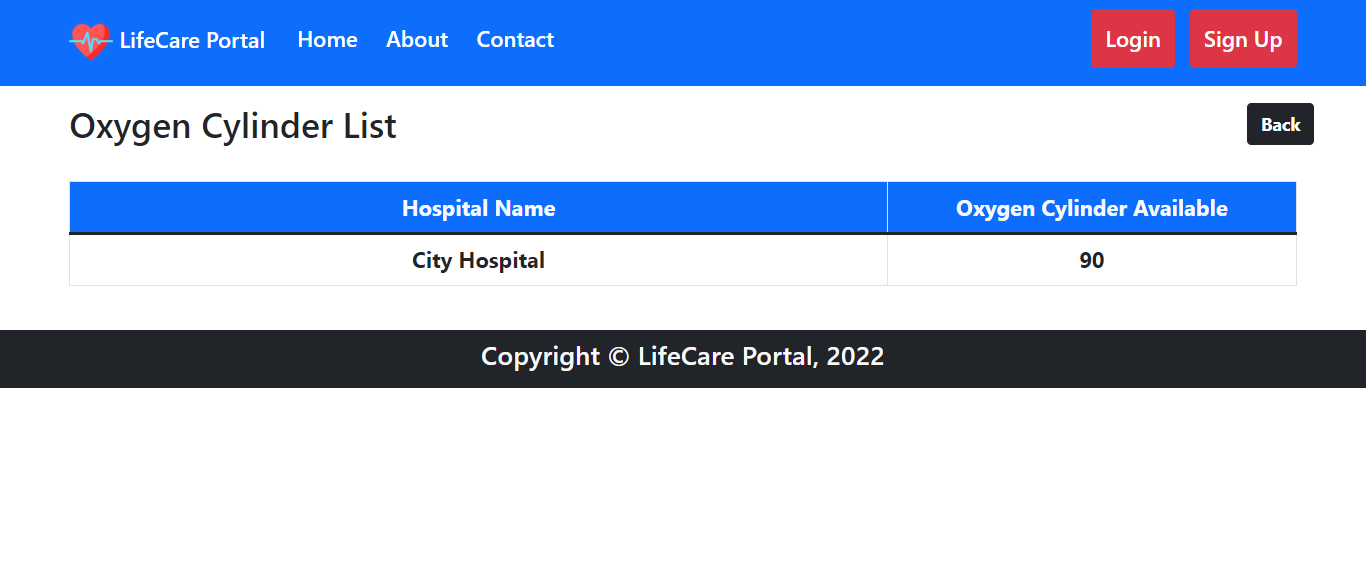 LifeCare Portal Home About Contact Login Sign Up
Oxygen Cylinder List Back
Hospital Name Oxygen Cylinder Available
City Hospital 90
Copyright © LifeCare Portal, 2022